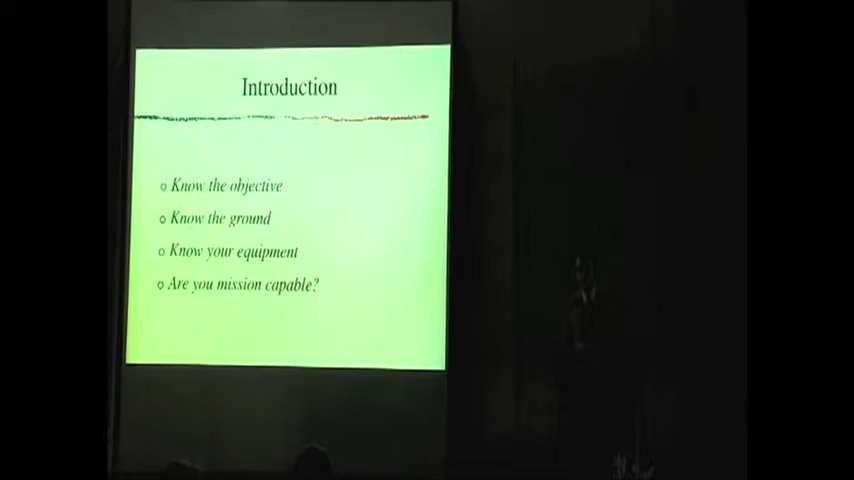 Introduction
Know the objective
Know the ground
Know your equipment
Are you mission capable?